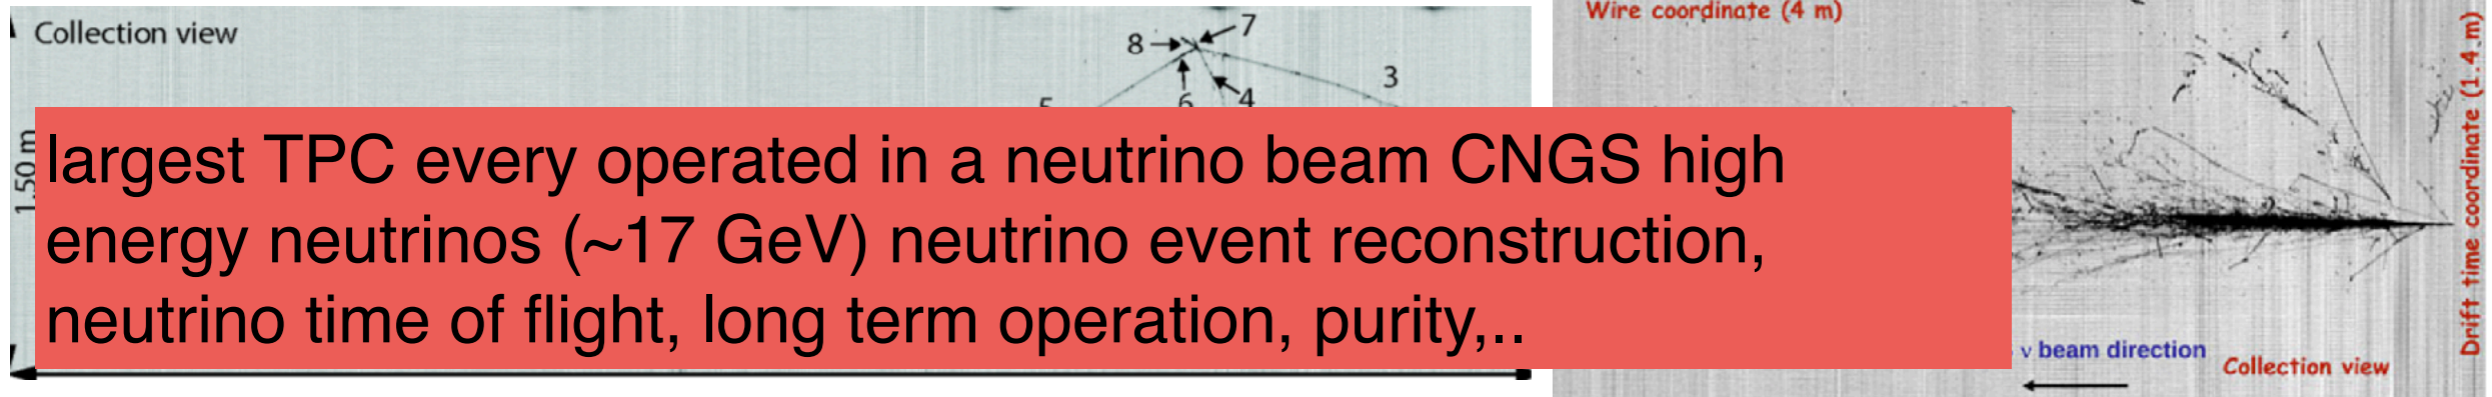 Collection view
8
7
3
5
6
4
1.50 m
largest TPC every operated in a neutrino beam CNGS high
energy neutrinos (~17 GeV) neutrino event reconstruction,
neutrino time of flight, long term operation, purity,..
Wire coordinate (4 m)
Drift time coordinate (1.4 m)
ν beam direction
Collection view